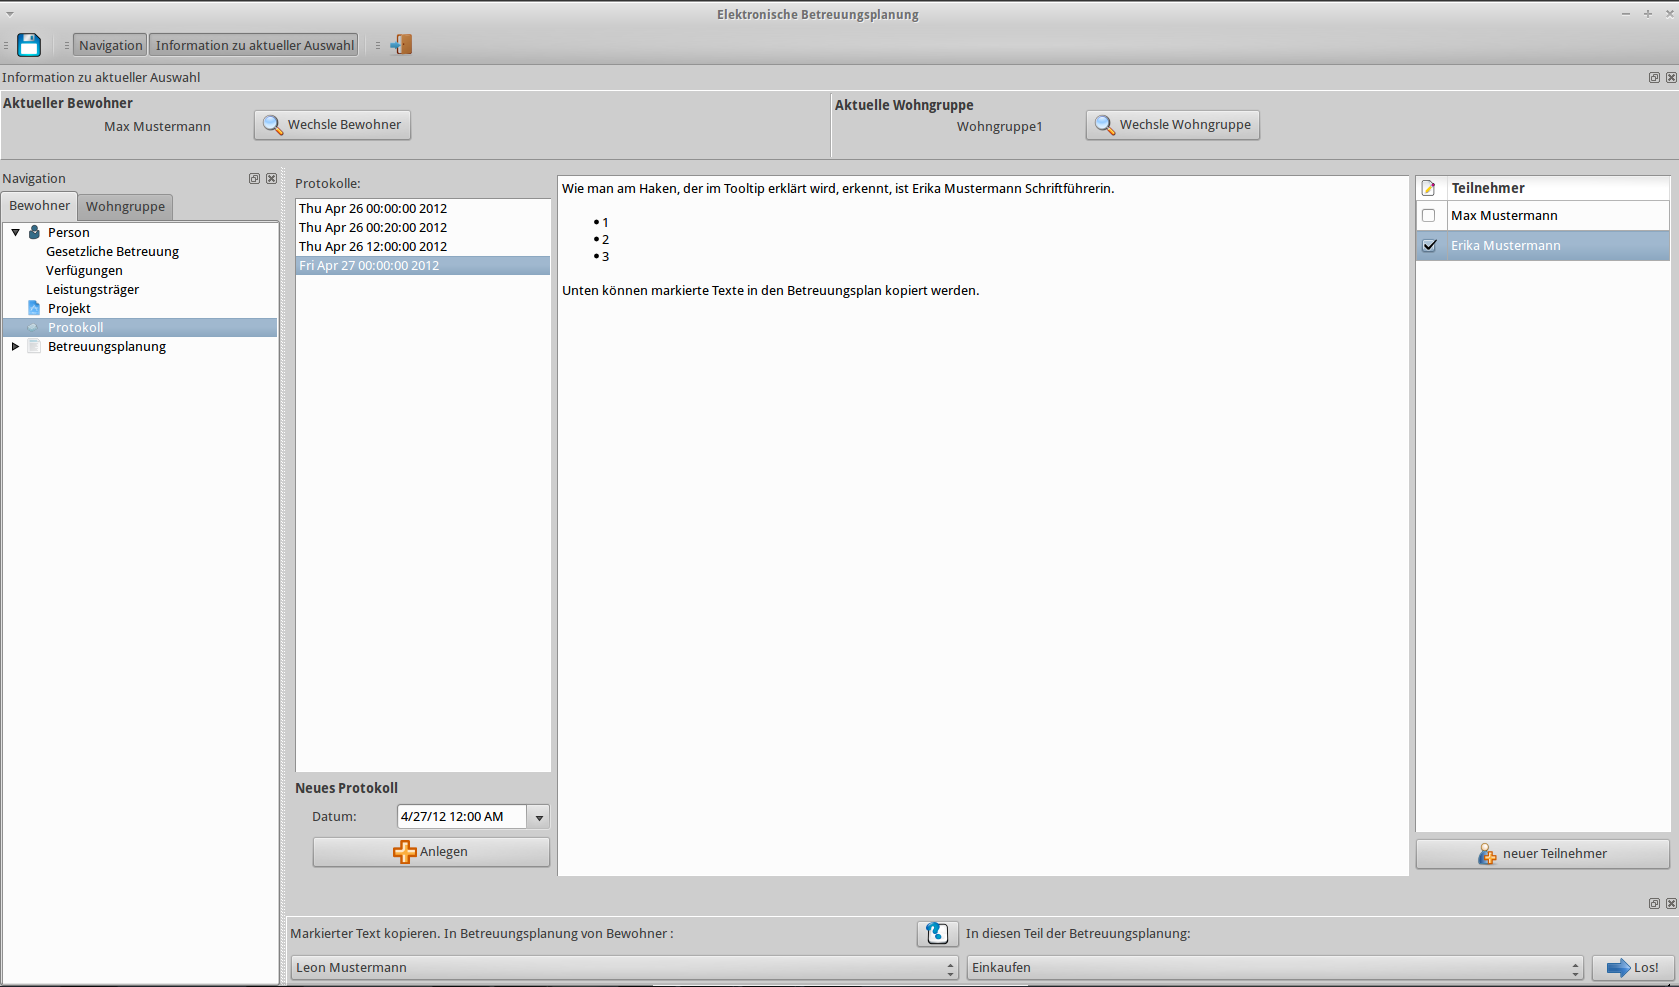 Elektronische Betreuungsplanung
Navigation
Information zu aktueller Auswahl
Information zu aktueller Auswahl
Aktueller Bewohner
Max Mustermann
Wechsle Bewohner
Aktuelle Wohngruppe
Wohngruppe1
Wechsle Wohngruppe
Navigation
Bewohner
Wohngruppe
Person
Gesetzliche Betreuung
Verfügungen
Leistungsträger
Projekt
Protokoll
Betreuungsplanung
Protokolle:
Thu Apr 26 00:00:00 2012
Thu Apr 26 00:20:00 2012
Thu Apr 26 12:00:00 2012
Fri Apr 27 00:00:00 2012
Neues Protokoll
Datum:
4/27/12 12:00 AM
Anlegen
Wie man am Haken, der im Tooltip erklärt wird, erkennt, ist Erika Mustermann Schriftführerin.
• 1
• 2
• 3
Unten können markierte Texte in den Betreuungsplan kopiert werden.
Teilnehmer
Max Mustermann
Erika Mustermann
neuer Teilnehmer
Markierter Text kopieren. In Betreuungsplanung von Bewohner :
Leon Mustermann
In diesen Teil der Betreuungsplanung:
Einkaufen
Los!